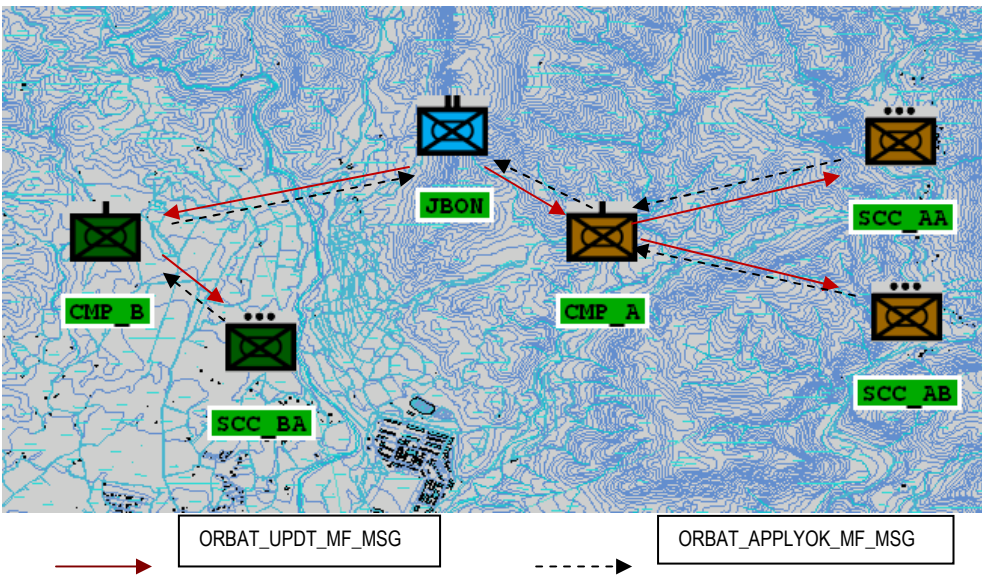 JBON
SCC_AA
CMP_B
CMP_A
SCC_BA
SCC_AB
ORBAT_UPDT_MF_MSG
ORBAT_APPLYOK_MF_MSG